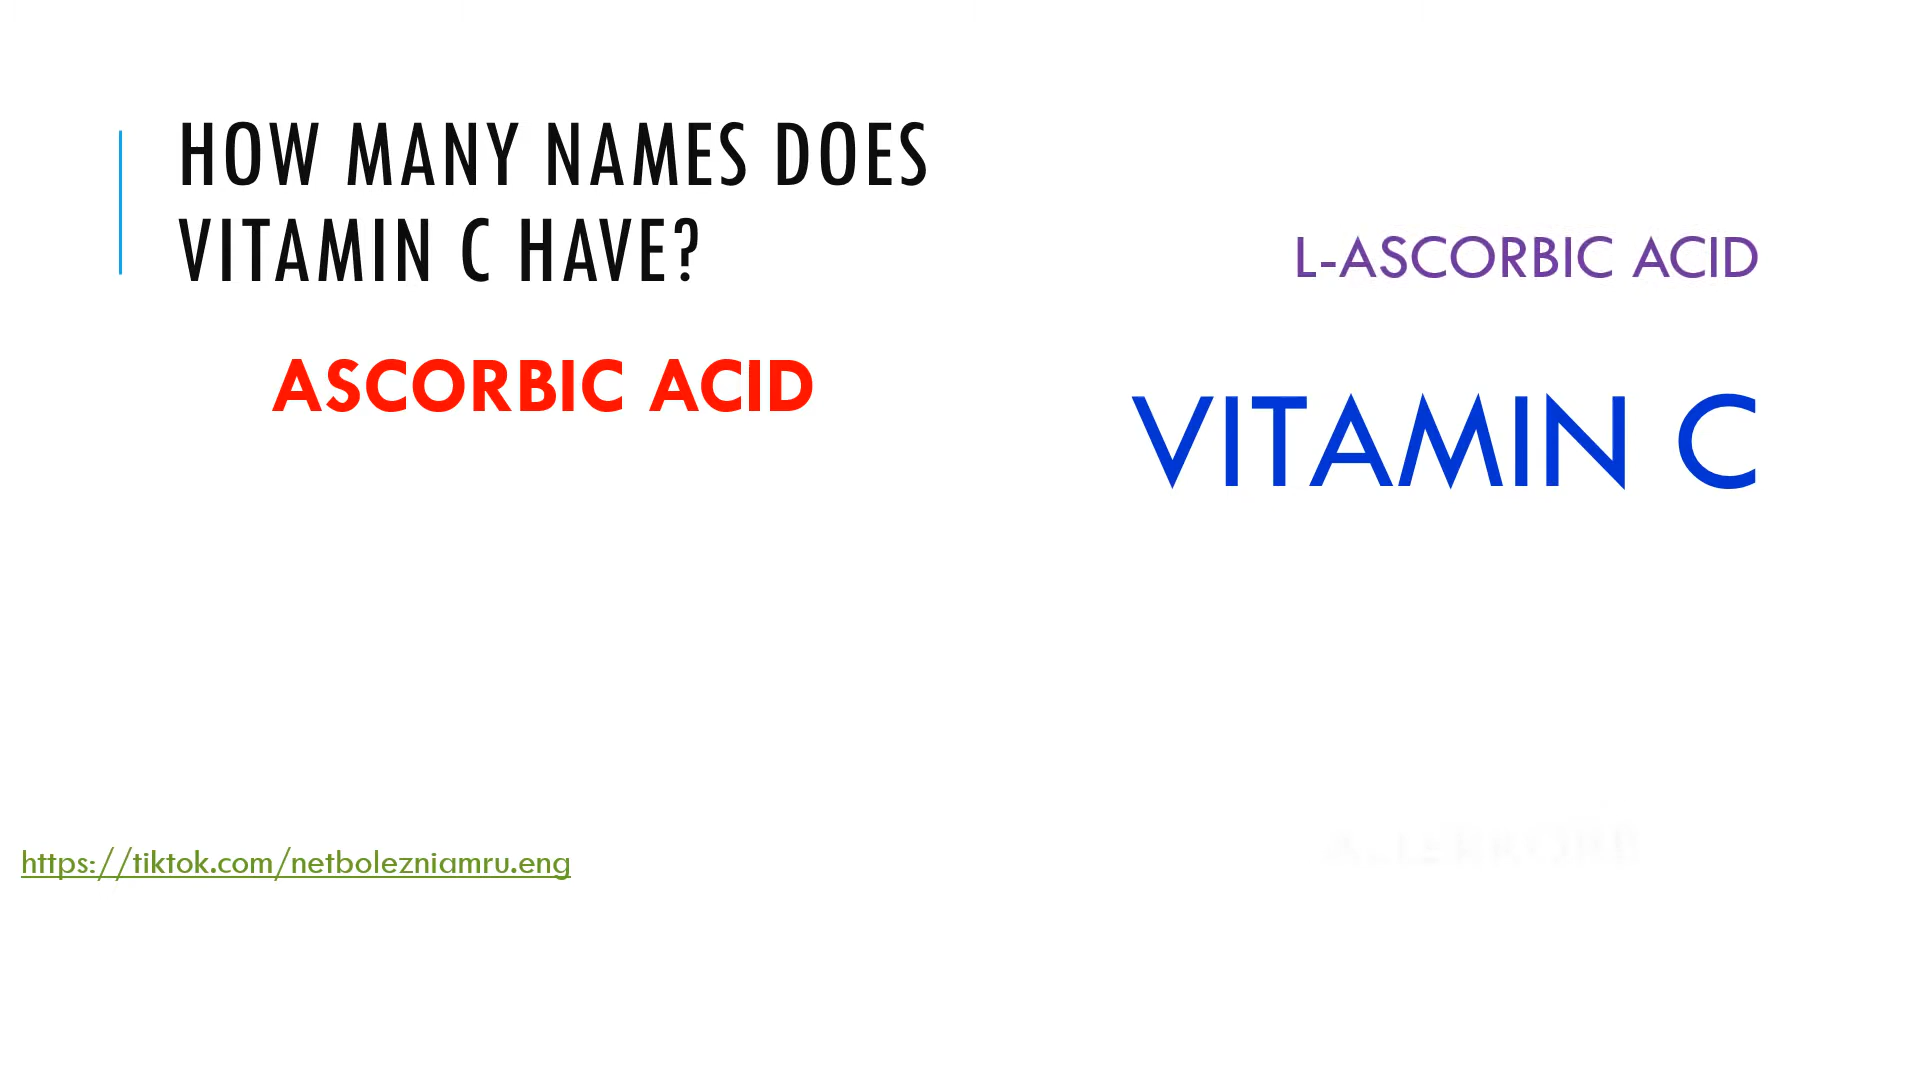 HOW MANY NAMES DOES
VITAMIN C HAVE?
L-ASCORBIC ACID
ASCORBIC ACID
VITAMIN C
https://tiktok.com/netbolezniamru.eng